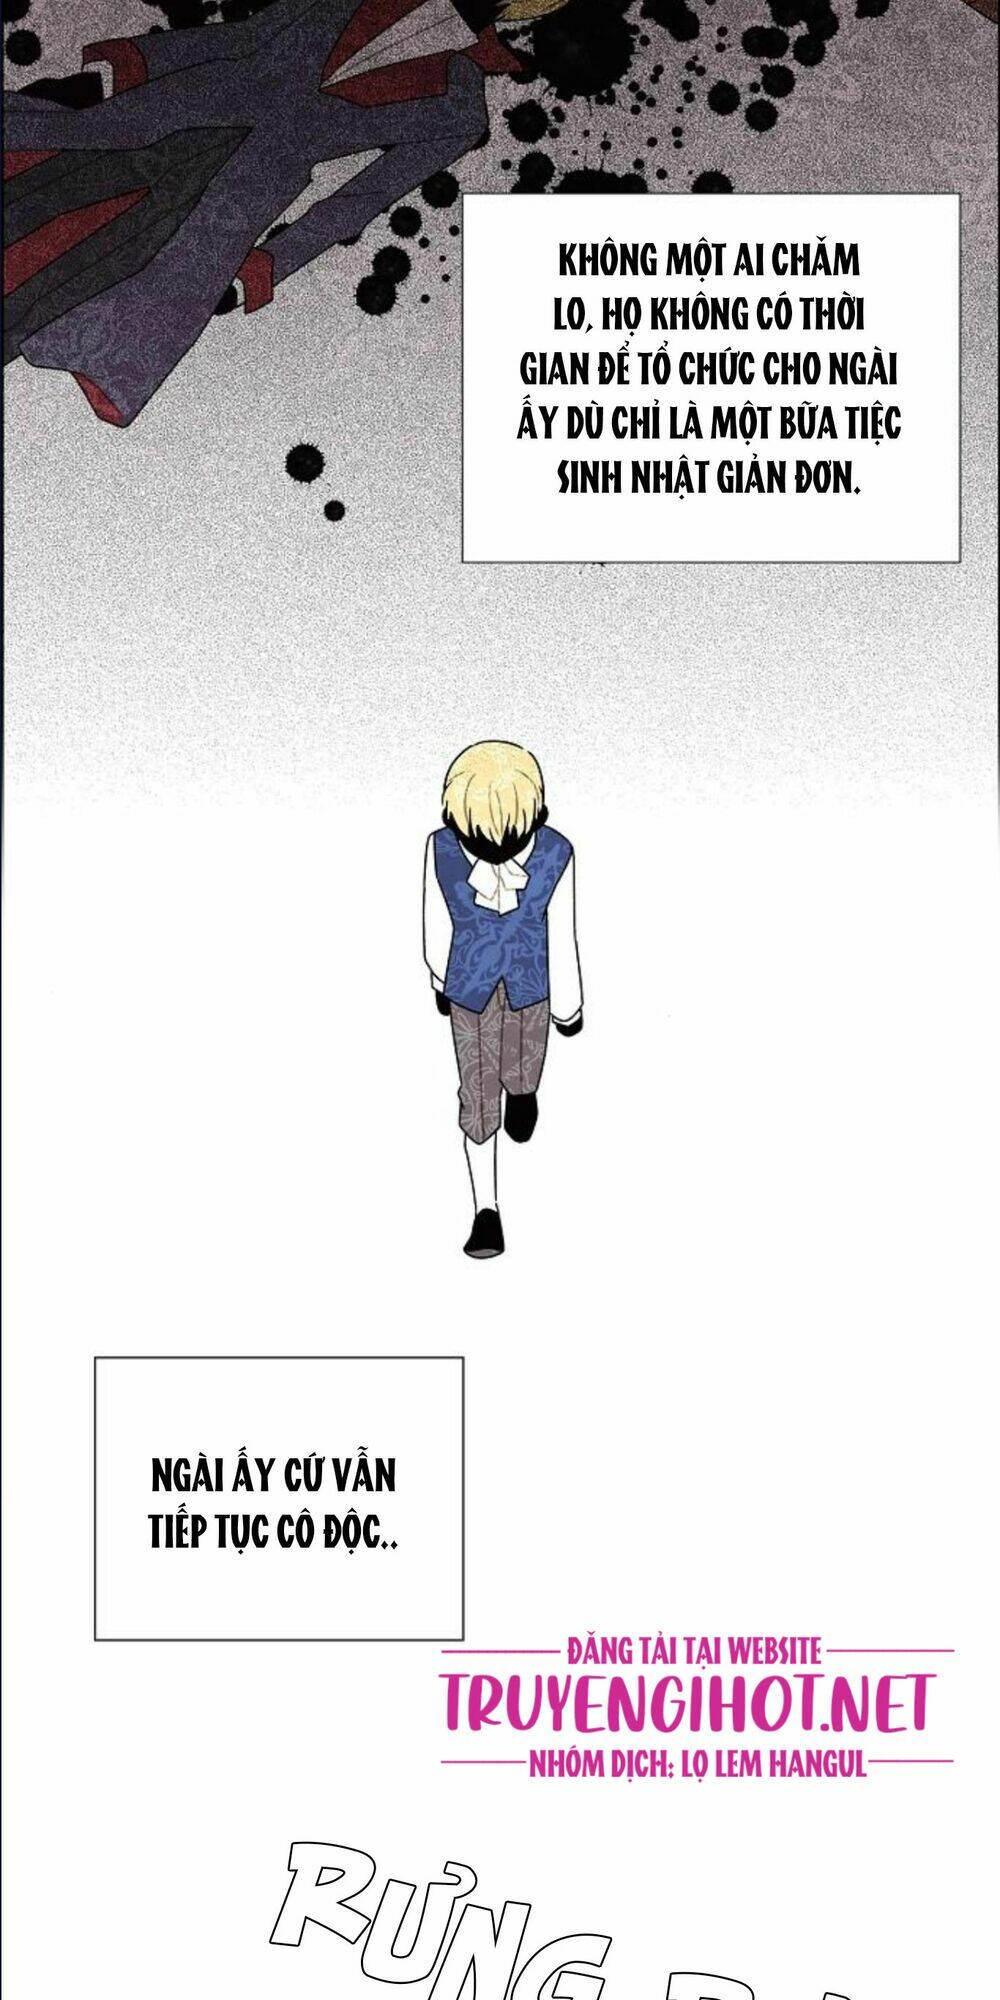 KHÔNG MỘT AI CHĂM
LO, HỌ KHÔNG CÓ THỜI
GIAN ĐỂ TỔ CHỨC CHO NGÀI
ẤY DÙ CHỈ LÀ MỘT BỮA TIỆC
SINH NHẬT GIẢN ĐƠN.
NGÀI ẤY CỨ VẪN
TIẾP TỤC CÔ ĐỘC..
ĐĂNG TẢI TẠI WEBSITE
TRUYENGIHOT.NET
NHÓM DỊCH: LỌ LEM HANGUL
RƯNG